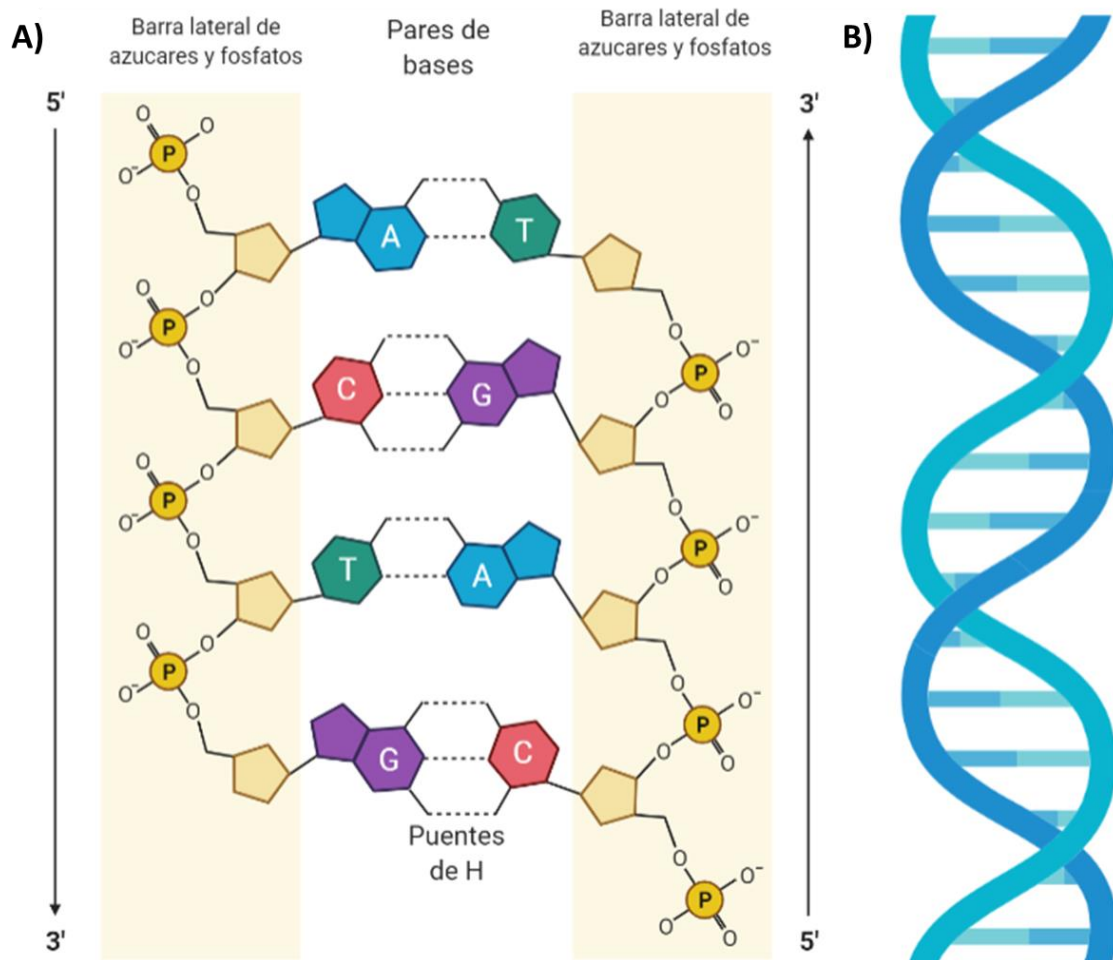 A)
Barra lateral de
azucares y fosfatos
Pares de
bases
Barra lateral de
azucares y fosfatos
B)
5'
3'
O
O
P
O⁻
O
A
T
O
O
P
O⁻
O
O
P
O⁻
O
C
G
O
O
O
P
O⁻
O
O
P
O⁻
O
T
A
O
O
O
P
O⁻
O
O
P
O⁻
O
G
C
O
Puentes
de H
O
P
O⁻
O
O
3'
5'